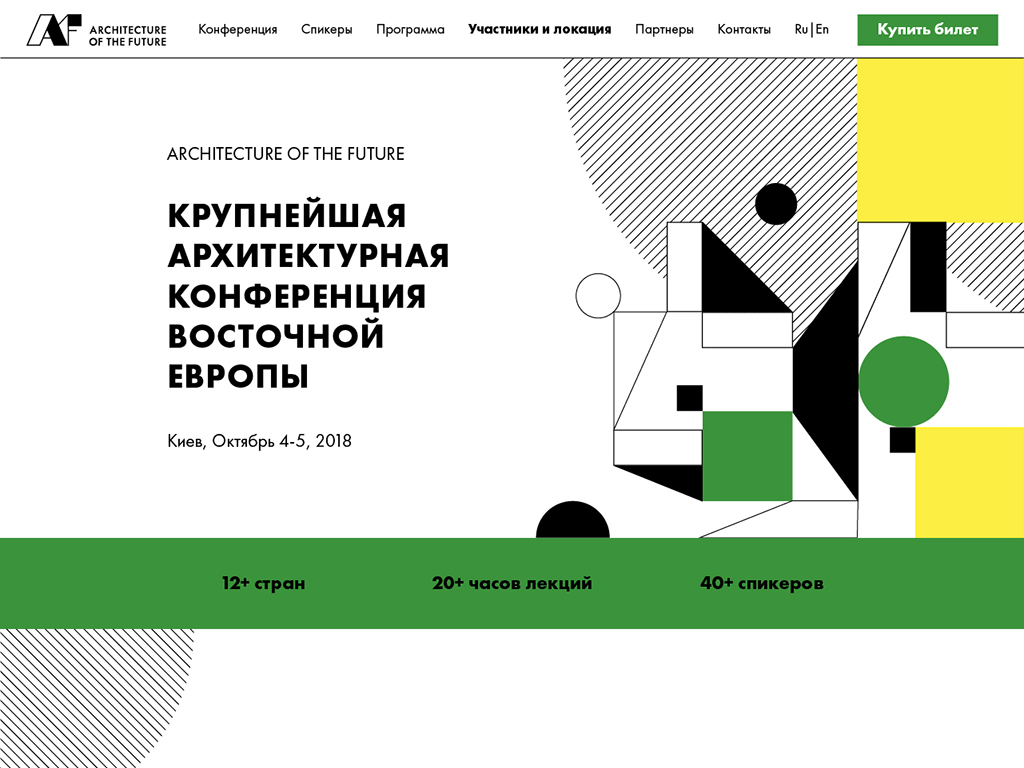 AF ARCHITECTURE
OF THE FUTURE
Конференция Спикеры Программа Участники и локация Партнеры Контакты Ru|En Купить билет
ARCHITECTURE OF THE FUTURE
КРУПНЕЙШАЯ
АРХИТЕКТУРНАЯ
КОНФЕРЕНЦИЯ
ВОСТОЧНОЙ
ЕВРОПЫ
Киев, Октябрь 4-5, 2018
12+ стран 20+ часов лекций 40+ спикеров